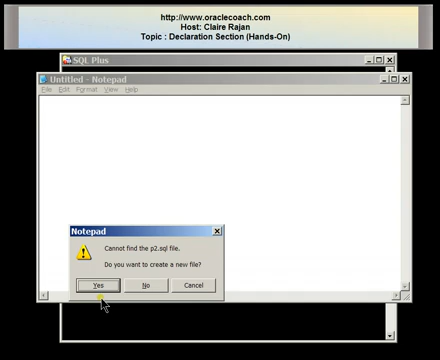 http://www.oraclecoach.com
Host: Claire Rajan
Topic : Declaration Section (Hands-On)
SQL Plus
Untitled - Notepad
File Edit Format View Help
Notepad
Cannot find the p2.sql file.
Do you want to create a new file?
Yes No Cancel